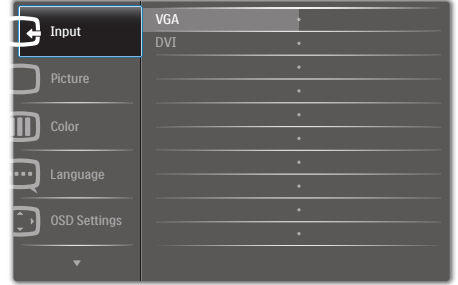 Input
Picture
Color
Language
OSD Settings
VGA
DVI